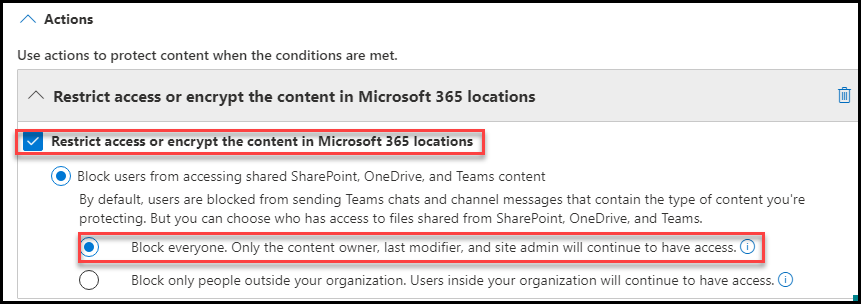 Actions
Use actions to protect content when the conditions are met.
Restrict access or encrypt the content in Microsoft 365 locations
Restrict access or encrypt the content in Microsoft 365 locations
Block users from accessing shared SharePoint, OneDrive, and Teams content
By default, users are blocked from sending Teams chats and channel messages that contain the type of content you're
protecting. But you can choose who has access to files shared from SharePoint, OneDrive, and Teams.
Block everyone. Only the content owner, last modifier, and site admin will continue to have access.
Block only people outside your organization. Users inside your organization will continue to have access.